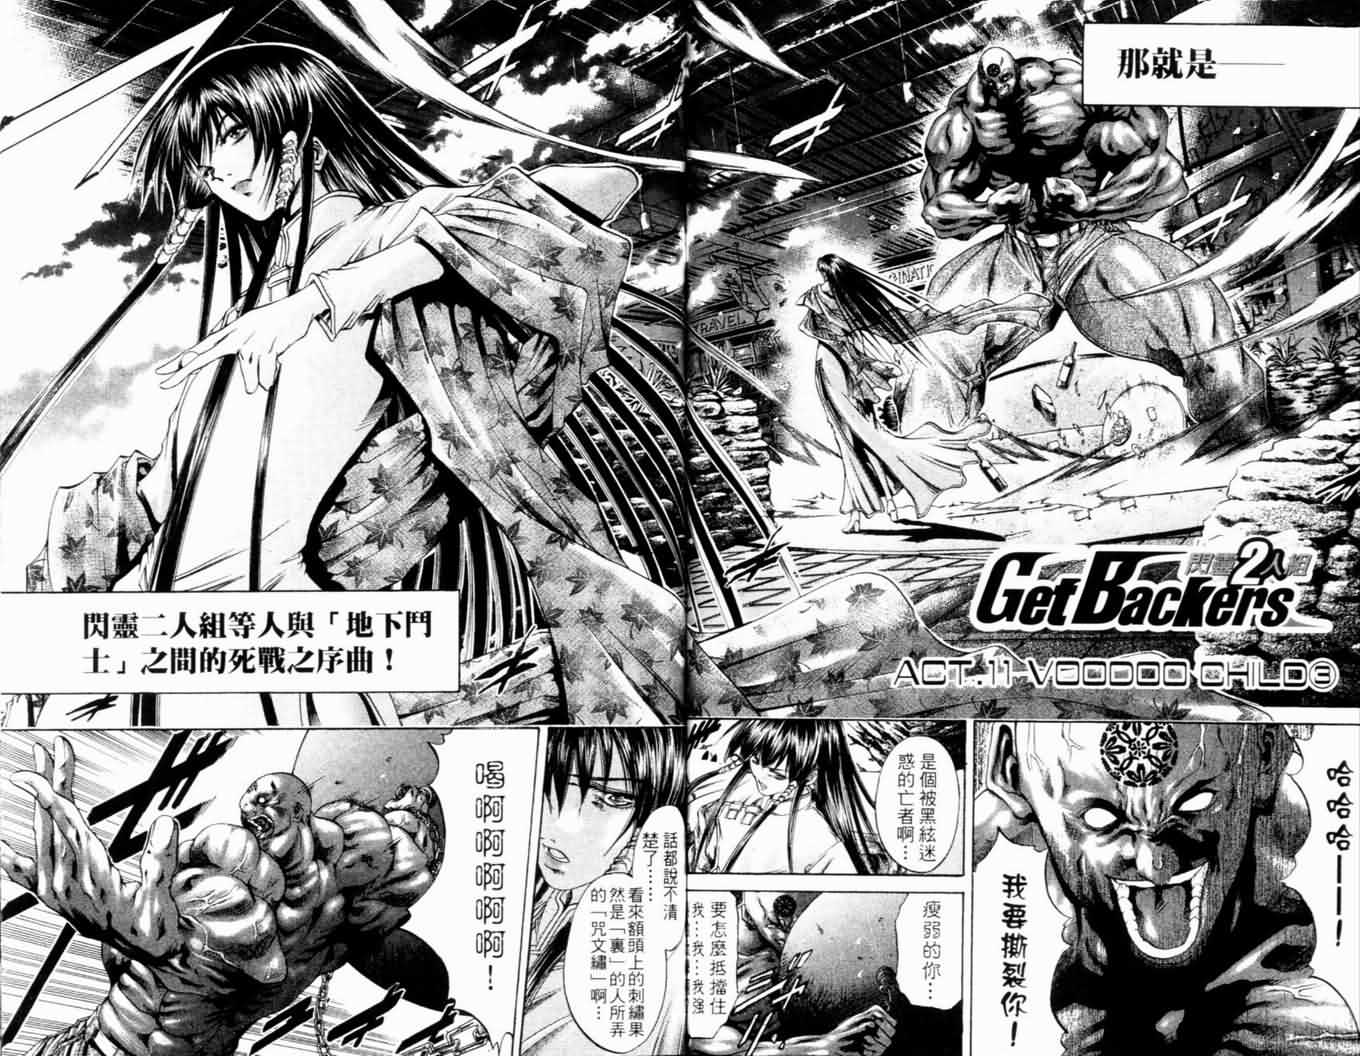 那就是——
BINATI
TRAVEL
閃靈2人組
GetBackers
ACT.11 VOODOO CHILD③
閃靈二人組等人與「地下鬥
士」之間的死戰之序曲！
哈哈哈——！
我要撕裂你！
是個被黑絃迷
惑的亡者啊…
瘦弱的你…
要怎麼抵擋住
我…我…我強
話都說不清
楚了……
看來額頭上的刺繡果
然是「裏」的人所弄
的「咒文繡」啊…
喝啊啊啊啊啊！